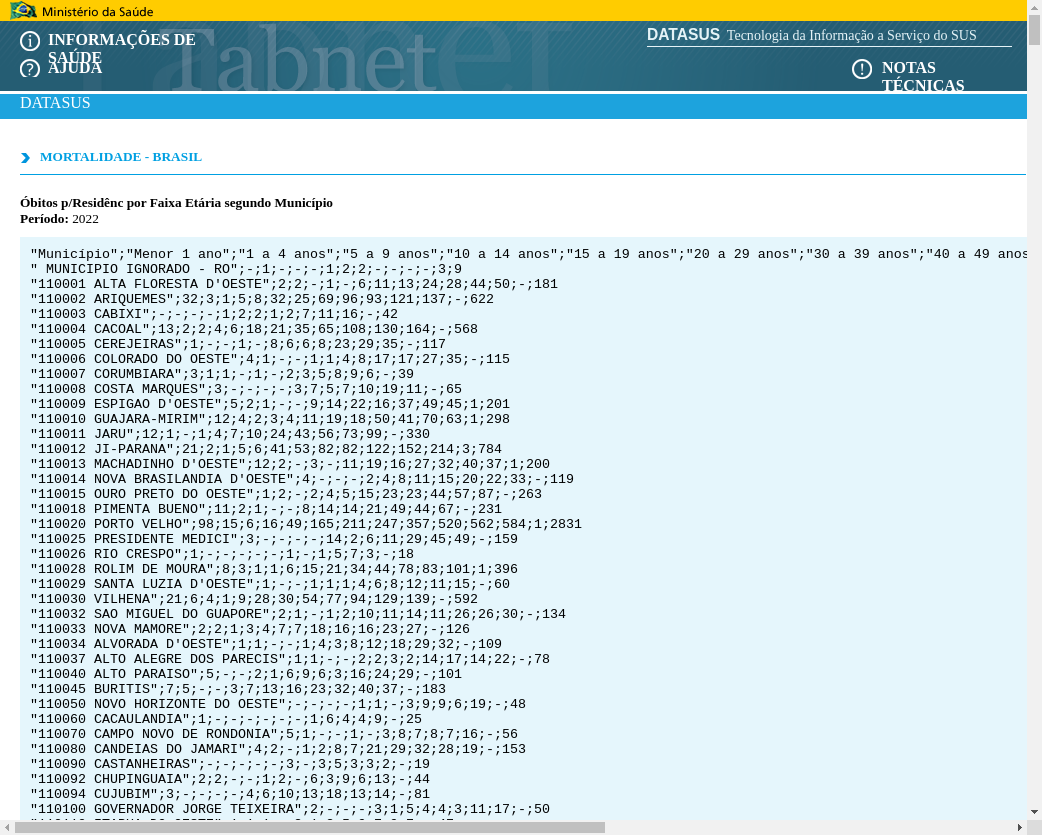 Ministério da Saúde
Tabnet
INFORMAÇÕES DE SAÚDE
AJUDA
DATASUS Tecnologia da Informação a Serviço do SUS
NOTAS TÉCNICAS
DATASUS
MORTALIDADE - BRASIL
Óbitos p/Residênc por Faixa Etária segundo Município
Período: 2022
"Município";"Menor 1 ano";"1 a 4 anos";"5 a 9 anos";"10 a 14 anos";"15 a 19 anos";"20 a 29 anos";"30 a 39 anos";"40 a 49 anos
" MUNICIPIO IGNORADO - RO";-;1;-;-;-;1;2;2;-;-;-;-;3;9
"110001 ALTA FLORESTA D'OESTE";2;2;-;1;-;6;11;13;24;28;44;50;-;181
"110002 ARIQUEMES";32;3;1;5;8;32;25;69;96;93;121;137;-;622
"110003 CABIXI";-;-;-;-;1;2;2;1;2;7;11;16;-;42
"110004 CACOAL";13;2;2;4;6;18;21;35;65;108;130;164;-;568
"110005 CEREJEIRAS";1;-;-;1;-;8;6;6;8;23;29;35;-;117
"110006 COLORADO DO OESTE";4;1;-;-;1;1;4;8;17;17;27;35;-;115
"110007 CORUMBIARA";3;1;1;-;1;-;2;3;5;8;9;6;-;39
"110008 COSTA MARQUES";3;-;-;-;-;3;7;5;7;10;19;11;-;65
"110009 ESPIGAO D'OESTE";5;2;1;-;-;9;14;22;16;37;49;45;1;201
"110010 GUAJARA-MIRIM";12;4;2;3;4;11;19;18;50;41;70;63;1;298
"110011 JARU";12;1;-;1;4;7;10;24;43;56;73;99;-;330
"110012 JI-PARANA";21;2;1;5;6;41;53;82;82;122;152;214;3;784
"110013 MACHADINHO D'OESTE";12;2;-;3;-;11;19;16;27;32;40;37;1;200
"110014 NOVA BRASILANDIA D'OESTE";4;-;-;-;2;4;8;11;15;20;22;33;-;119
"110015 OURO PRETO DO OESTE";1;2;-;2;4;5;15;23;23;44;57;87;-;263
"110018 PIMENTA BUENO";11;2;1;-;-;8;14;14;21;49;44;67;-;231
"110020 PORTO VELHO";98;15;6;16;49;165;211;247;357;520;562;584;1;2831
"110025 PRESIDENTE MEDICI";3;-;-;-;-;14;2;6;11;29;45;49;-;159
"110026 RIO CRESPO";1;-;-;-;-;-;1;-;1;5;7;3;-;18
"110028 ROLIM DE MOURA";8;3;1;1;6;15;21;34;44;78;83;101;1;396
"110029 SANTA LUZIA D'OESTE";1;-;-;1;1;1;4;6;8;12;11;15;-;60
"110030 VILHENA";21;6;4;1;9;28;30;54;77;94;129;139;-;592
"110032 SAO MIGUEL DO GUAPORE";2;1;-;1;2;10;11;14;11;26;26;30;-;134
"110033 NOVA MAMORE";2;2;1;3;4;7;7;18;16;16;23;27;-;126
"110034 ALVORADA D'OESTE";1;1;-;-;1;4;3;8;12;18;29;32;-;109
"110037 ALTO ALEGRE DOS PARECIS";1;1;-;-;2;2;3;2;14;17;14;22;-;78
"110040 ALTO PARAISO";5;-;-;2;1;6;9;6;3;16;24;29;-;101
"110045 BURITIS";7;5;-;-;3;7;13;16;23;32;40;37;-;183
"110050 NOVO HORIZONTE DO OESTE";-;-;-;-;1;1;-;3;9;9;6;19;-;48
"110060 CACAULANDIA";1;-;-;-;-;-;-;1;6;4;4;9;-;25
"110070 CAMPO NOVO DE RONDONIA";5;1;-;-;1;-;3;8;7;8;7;16;-;56
"110080 CANDEIAS DO JAMARI";4;2;-;1;2;8;7;21;29;32;28;19;-;153
"110090 CASTANHEIRAS";-;-;-;-;-;3;-;3;5;3;3;2;-;19
"110092 CHUPINGUAIA";2;2;-;-;1;2;-;6;3;9;6;13;-;44
"110094 CUJUBIM";3;-;-;-;-;4;6;10;13;18;13;14;-;81
"110100 GOVERNADOR JORGE TEIXEIRA";2;-;-;-;3;1;5;4;4;3;11;17;-;50